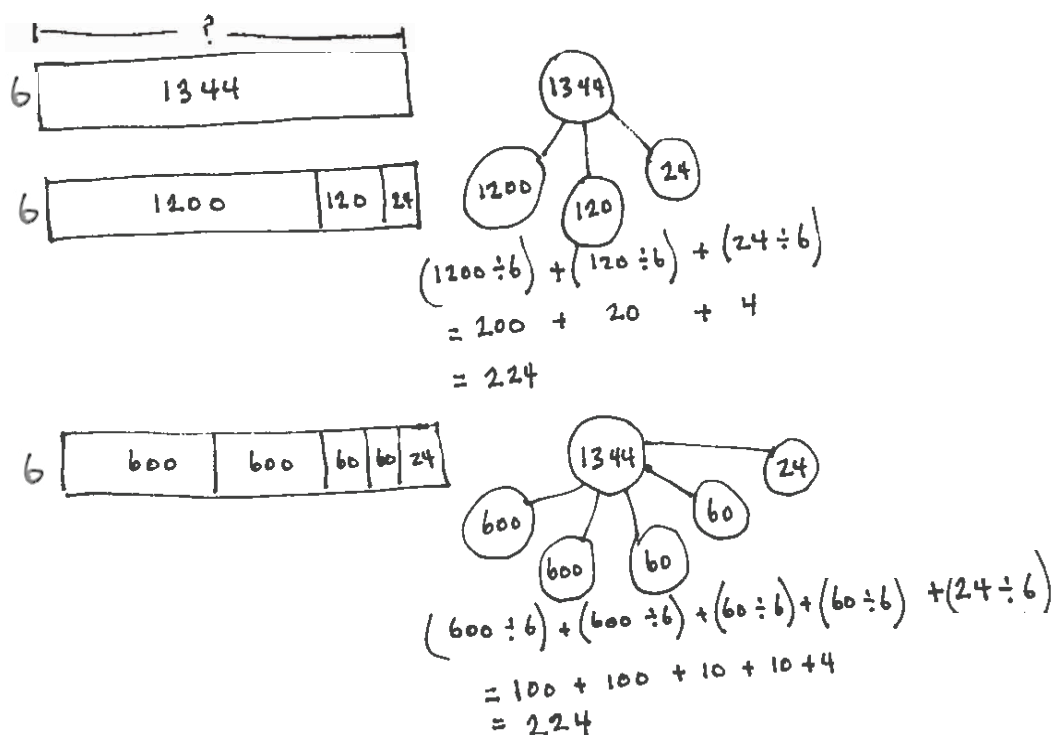 ?
6 1344
1344
6 1200 120 24
1200 120 24
(1200 ÷ 6) + (120 ÷ 6) + (24 ÷ 6)
= 200 + 20 + 4
= 224
6 600 600 60 60 24
1344
600 600 60 60 24
(600 ÷ 6) + (600 ÷ 6) + (60 ÷ 6) + (60 ÷ 6) + (24 ÷ 6)
= 100 + 100 + 10 + 10 + 4
= 224